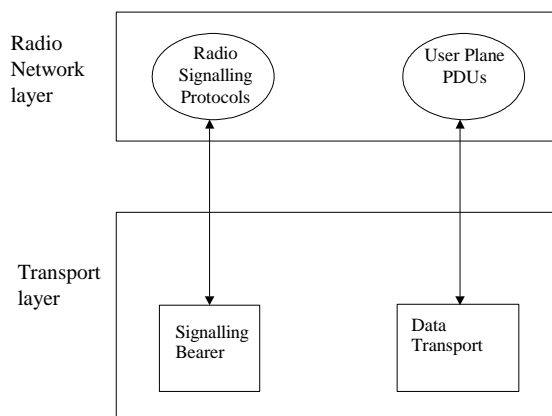 Radio
Network
layer
Radio
Signalling
Protocols
User Plane
PDUs
Transport
layer
Signalling
Bearer
Data
Transport